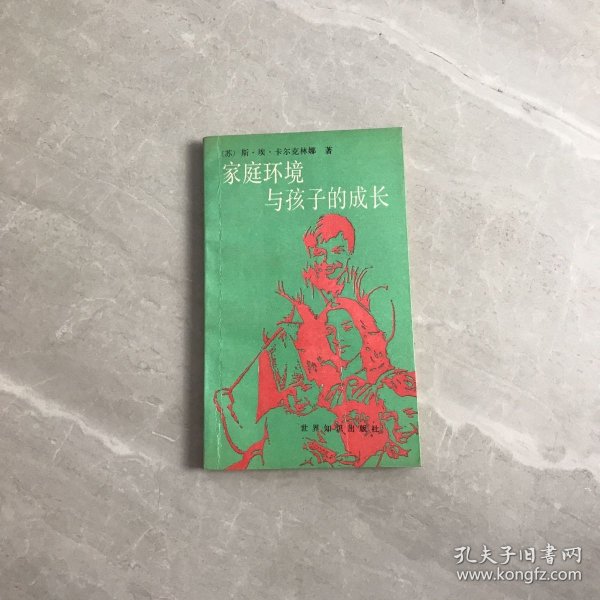 （苏）斯·埃·卡尔克林娜 著
家庭环境
与孩子的成长
世界知识出版社
孔夫子旧书网
www.kongfz.com